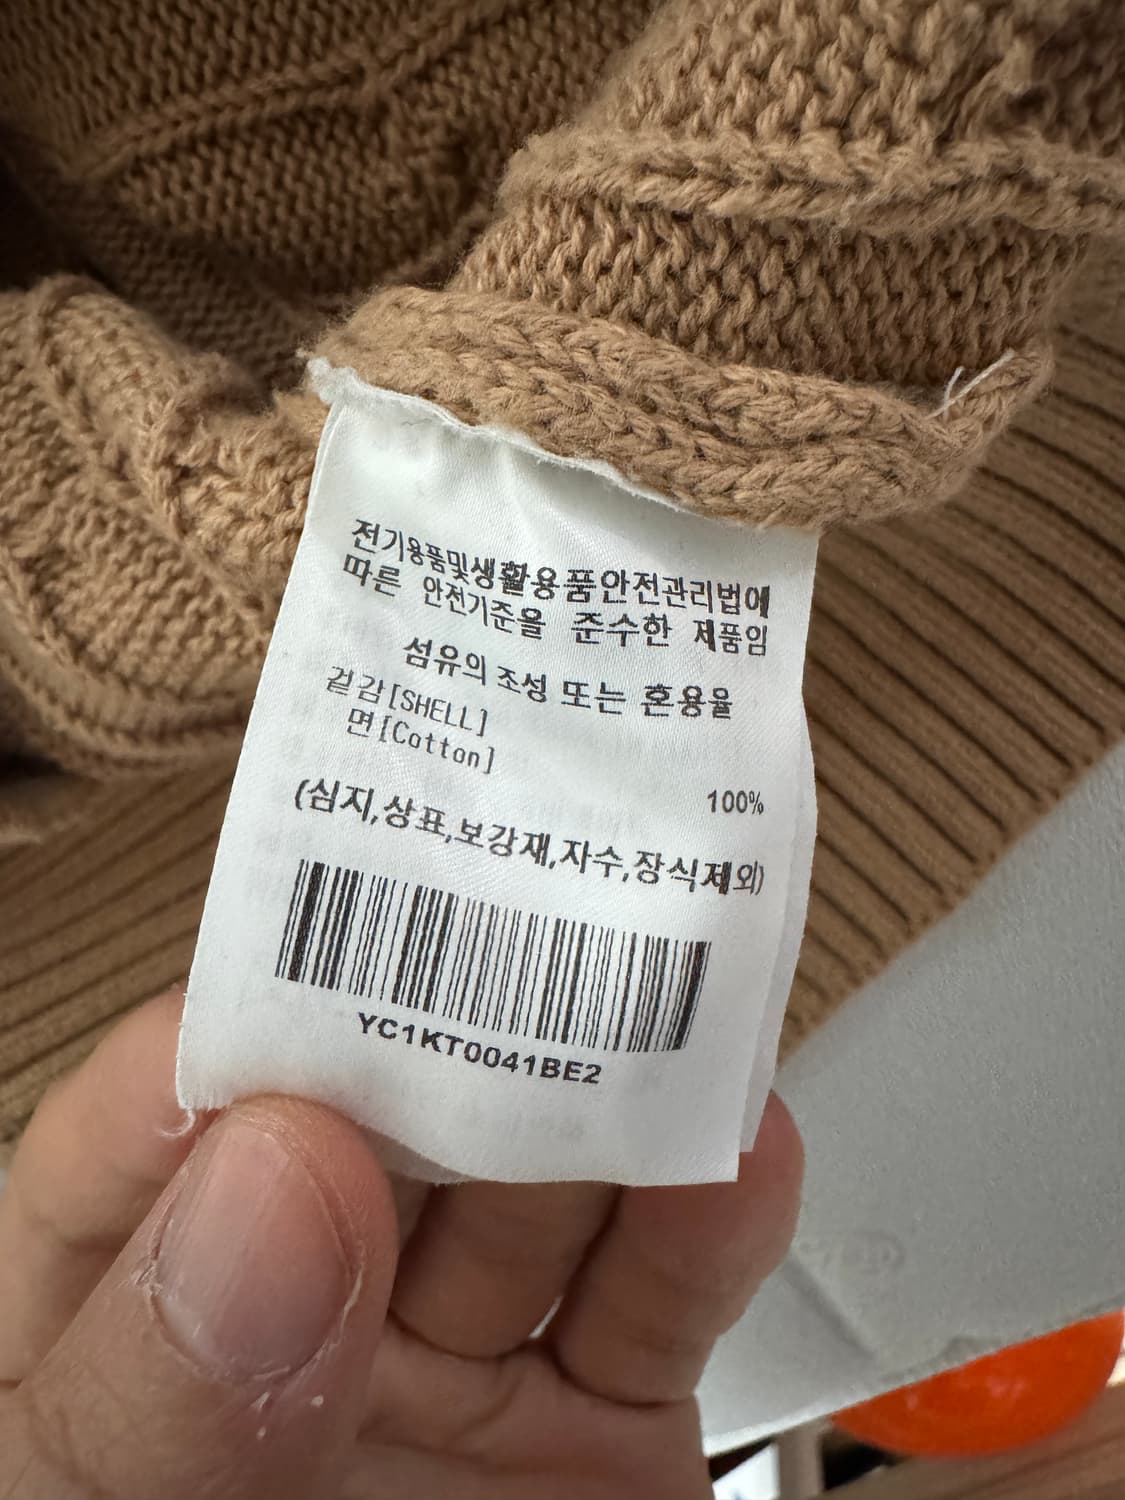 전기용품및생활용품안전관리법에
따른 안전기준을 준수한 제품임
섬유의 조성 또는 혼용율
겉감[SHELL]
면[Cotton]
100%
(심지,상표,보강재,자수,장식제외)
YC1KT0041BE2